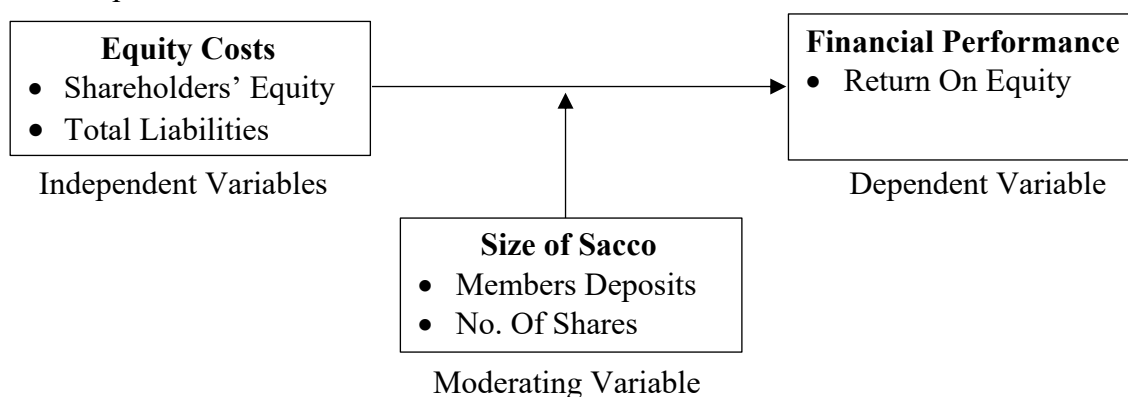 Equity Costs
• Shareholders’ Equity
• Total Liabilities
Independent Variables
Financial Performance
• Return On Equity
Dependent Variable
Size of Sacco
• Members Deposits
• No. Of Shares
Moderating Variable